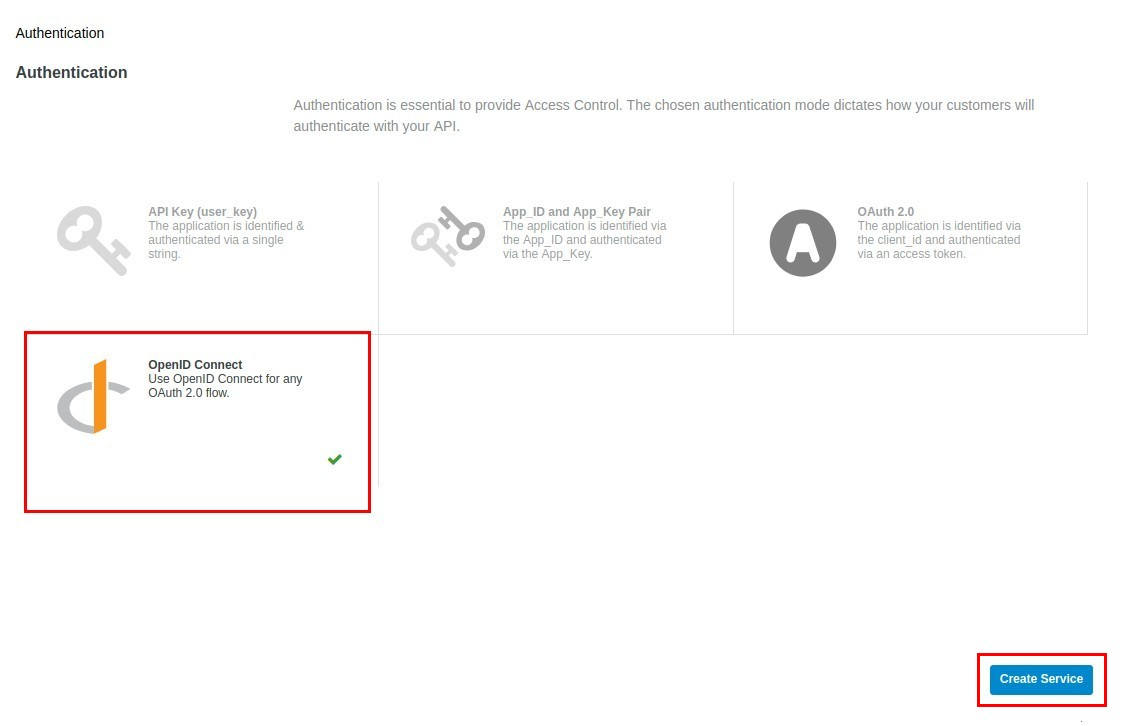 Authentication
Authentication
Authentication is essential to provide Access Control. The chosen authentication mode dictates how your customers will
authenticate with your API.
API Key (user_key)
The application is identified &
authenticated via a single
string.
App_ID and App_Key Pair
The application is identified via
the App_ID and authenticated
via the App_Key.
OAuth 2.0
The application is identified via
the client_id and authenticated
via an access token.
OpenID Connect
Use OpenID Connect for any
OAuth 2.0 flow.
Create Service